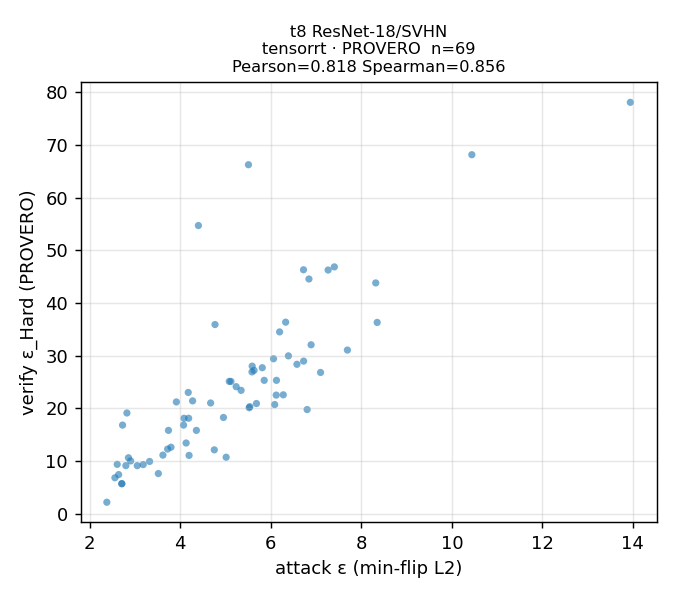 t8 ResNet-18/SVHN
tensorrt · PROVERO  n=69
Pearson=0.818 Spearman=0.856
80
70
60
50
40
30
20
10
0
verify ε_Hard (PROVERO)
2 4 6 8 10 12 14
attack ε (min-flip L2)